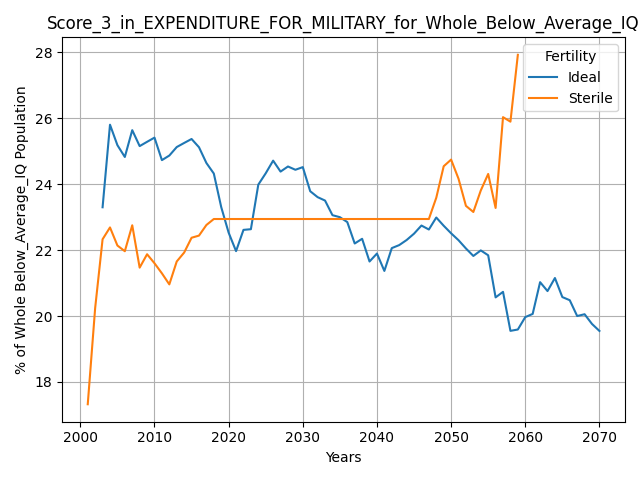 Score_3_in_EXPENDITURE_FOR_MILITARY_for_Whole_Below_Average_IQ
% of Whole Below_Average_IQ Population
28
26
24
22
20
18
Fertility
Ideal
Sterile
2000 2010 2020 2030 2040 2050 2060 2070
Years